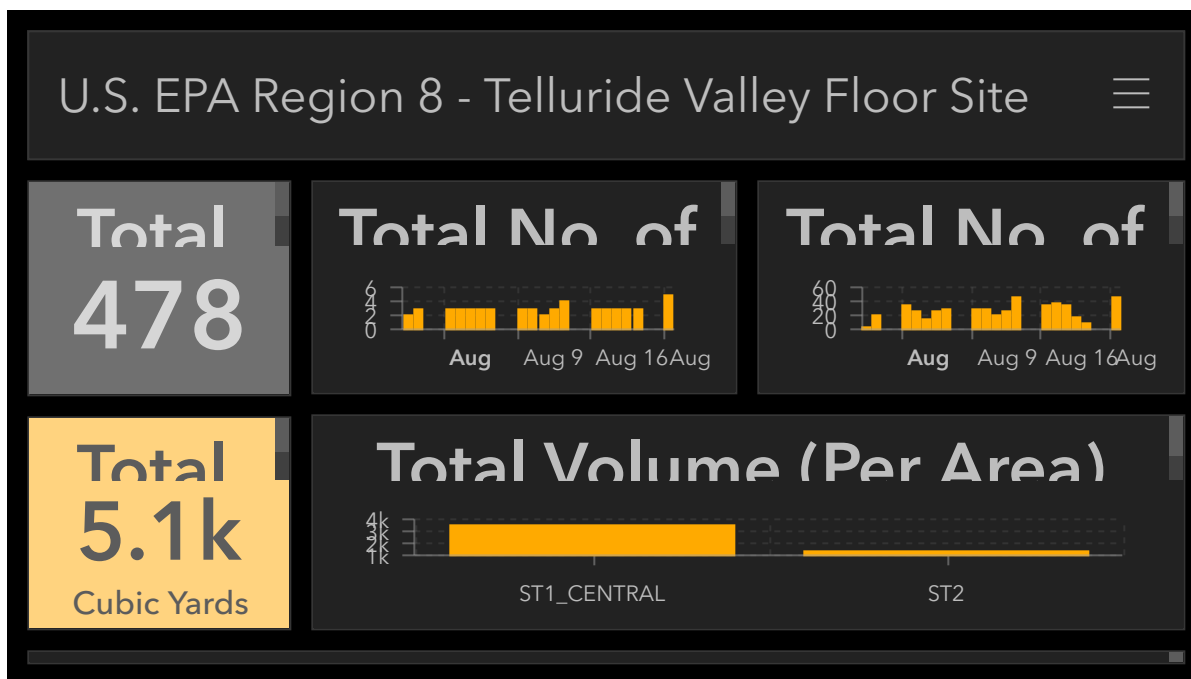 U.S. EPA Region 8 - Telluride Valley Floor Site
Total
478
Total No. of
6
4
2
0
Aug Aug 9 Aug 16 Aug
Total No. of
60
40
20
0
Aug Aug 9 Aug 16 Aug
Total
5.1k
Cubic Yards
Total Volume (Per Area)
4k
3k
2k
1k
ST1_CENTRAL ST2